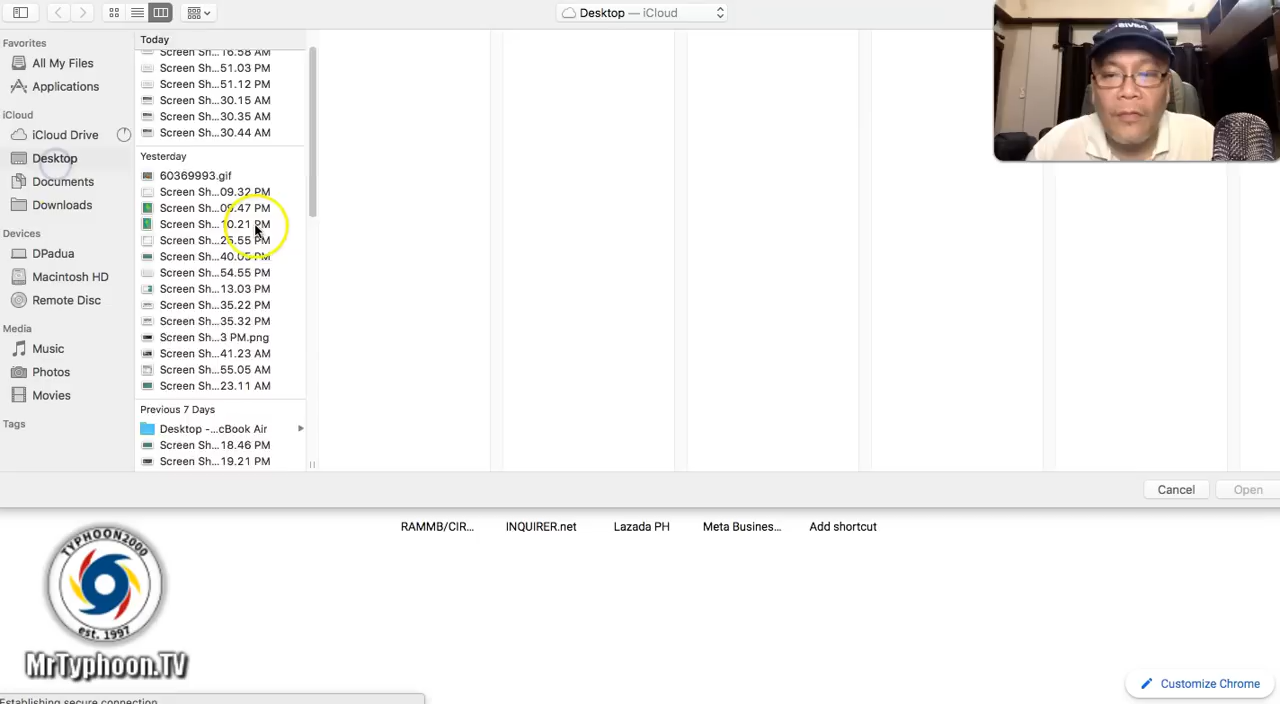 Desktop — iCloud
Favorites
All My Files
Applications
iCloud
iCloud Drive
Desktop
Documents
Downloads
Devices
DPadua
Macintosh HD
Remote Disc
Media
Music
Photos
Movies
Tags
Today
Screen Sh...16.58 AM
Screen Sh...51.03 PM
Screen Sh...51.12 PM
Screen Sh...30.15 AM
Screen Sh...30.35 AM
Screen Sh...30.44 AM
Yesterday
60369993.gif
Screen Sh...09.32 PM
Screen Sh...09.47 PM
Screen Sh...10.21 PM
Screen Sh...25.55 PM
Screen Sh...40.05 PM
Screen Sh...54.55 PM
Screen Sh...13.03 PM
Screen Sh...35.22 PM
Screen Sh...35.32 PM
Screen Sh...3 PM.png
Screen Sh...41.23 AM
Screen Sh...55.05 AM
Screen Sh...23.11 AM
Previous 7 Days
Desktop -...cBook Air
Screen Sh...18.46 PM
Screen Sh...19.21 PM
Cancel
Open
RAMMB/CIR...
INQUIRER.net
Lazada PH
Meta Busines...
Add shortcut
TYPHOON2000
est. 1997
MrTyphoon.TV
Customize Chrome
Establishing secure connection